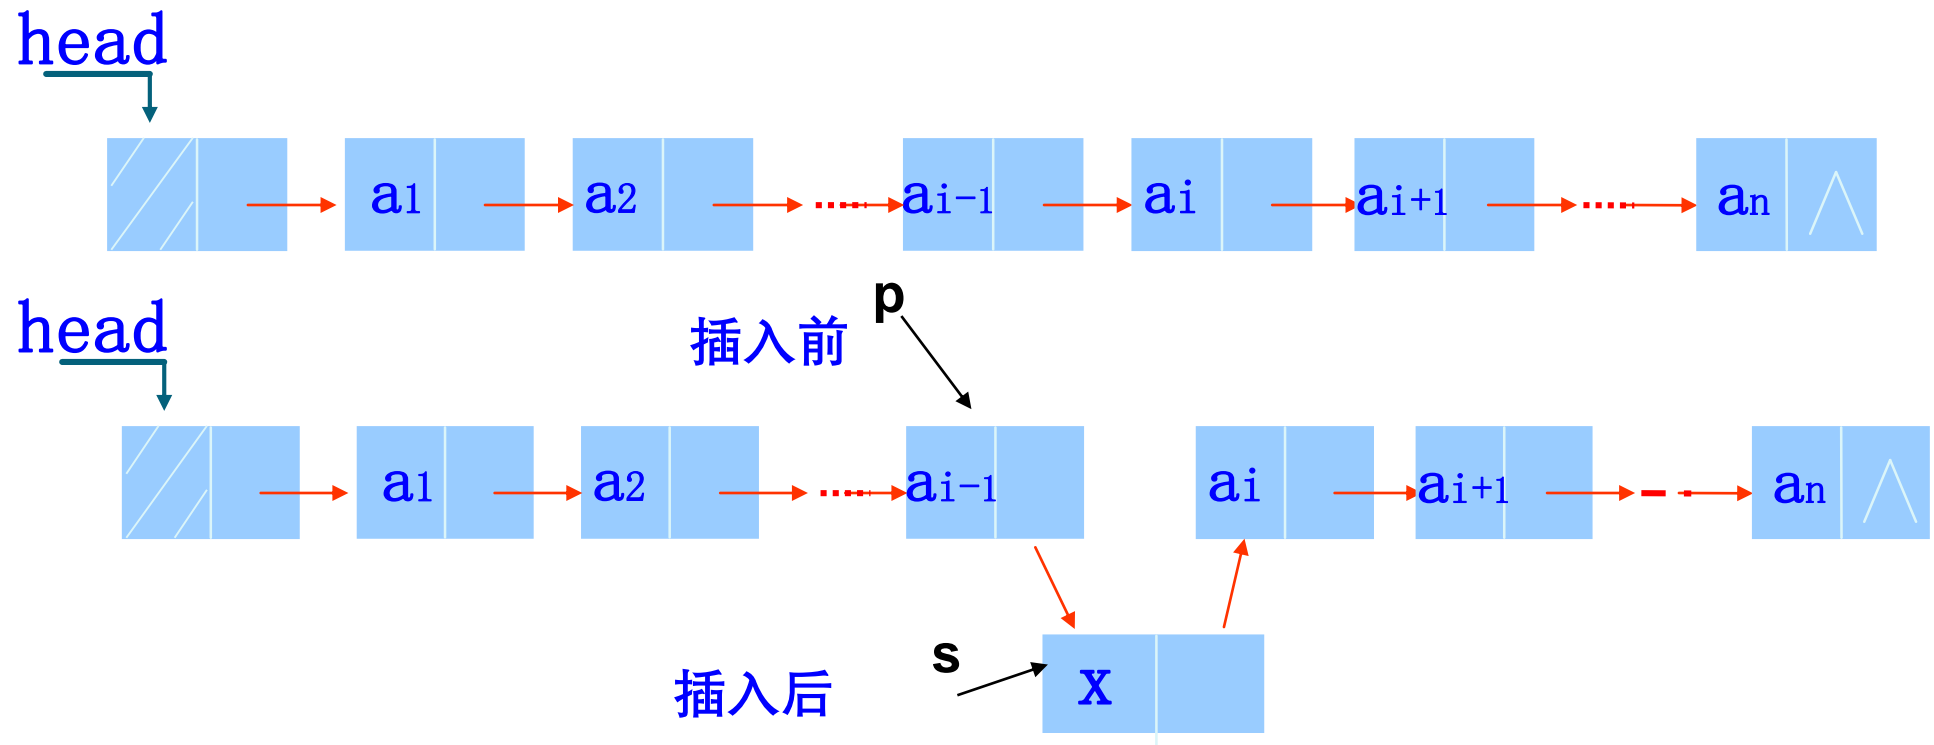 head
a1 a2 ai-1 ai ai+1 an ∧
p
插入前
head
a1 a2 ai-1 ai ai+1 an ∧
s
x
插入后